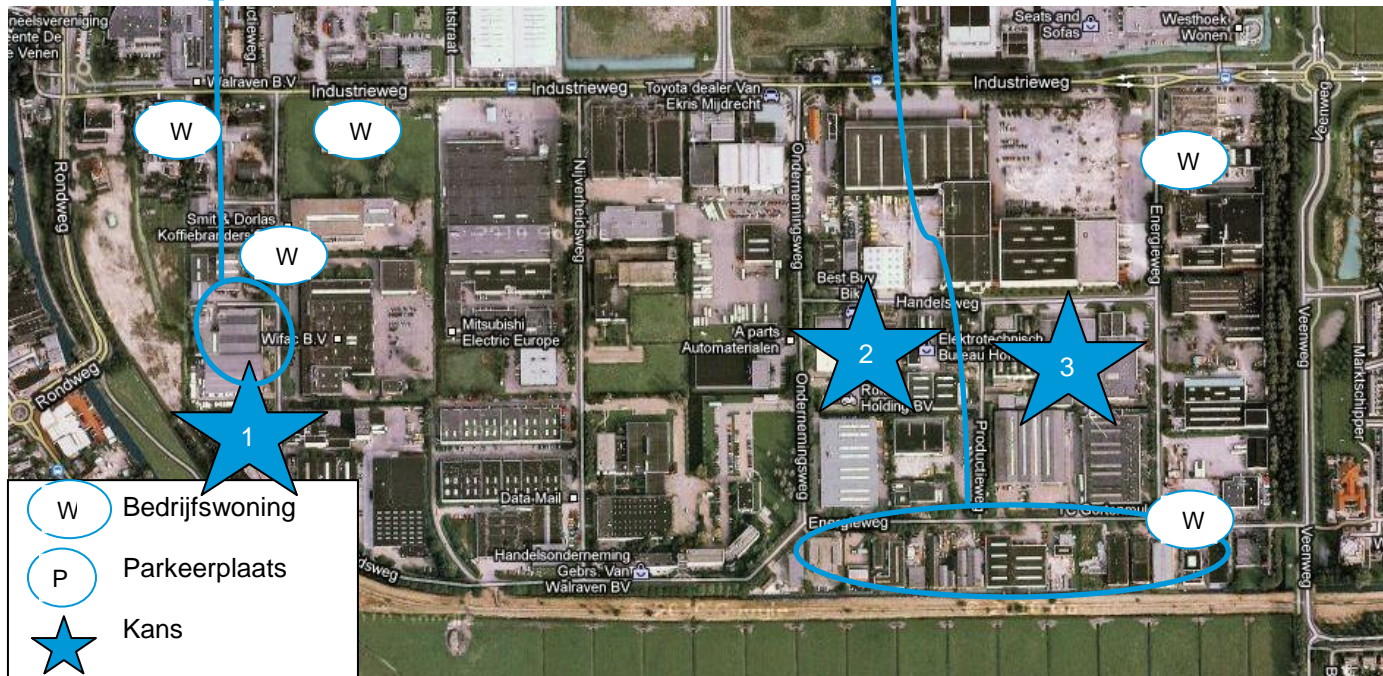 Seats and
Sofas
Westhoek
Wonen
neelsvereniging
ente De
Venen
Walraven B.V
Industrieweg
Industrieweg
Industrieweg
Toyota dealer Van
Ekris Mijdrecht
Veenweg
W
W
W
Rondweg
Nijverheidsweg
Ondernemingsweg
Energieweg
Smit & Dorlas
Koffiebranders
W
Best Buy
Handelsweg
Wifac B.V
Mitsubishi
Electric Europe
A parts
Automaterialen
2
Elektrotechnisch
Bureau
3
Veenweg
Marktschipper
Rondweg
1
Holding BV
Ondernemingsweg
Productieweg
Data Mail
Energieweg
W
Veenweg
Handelsonderneming
Gebrs. Van
Walraven BV
W Bedrijfswoning
P Parkeerplaats
Kans